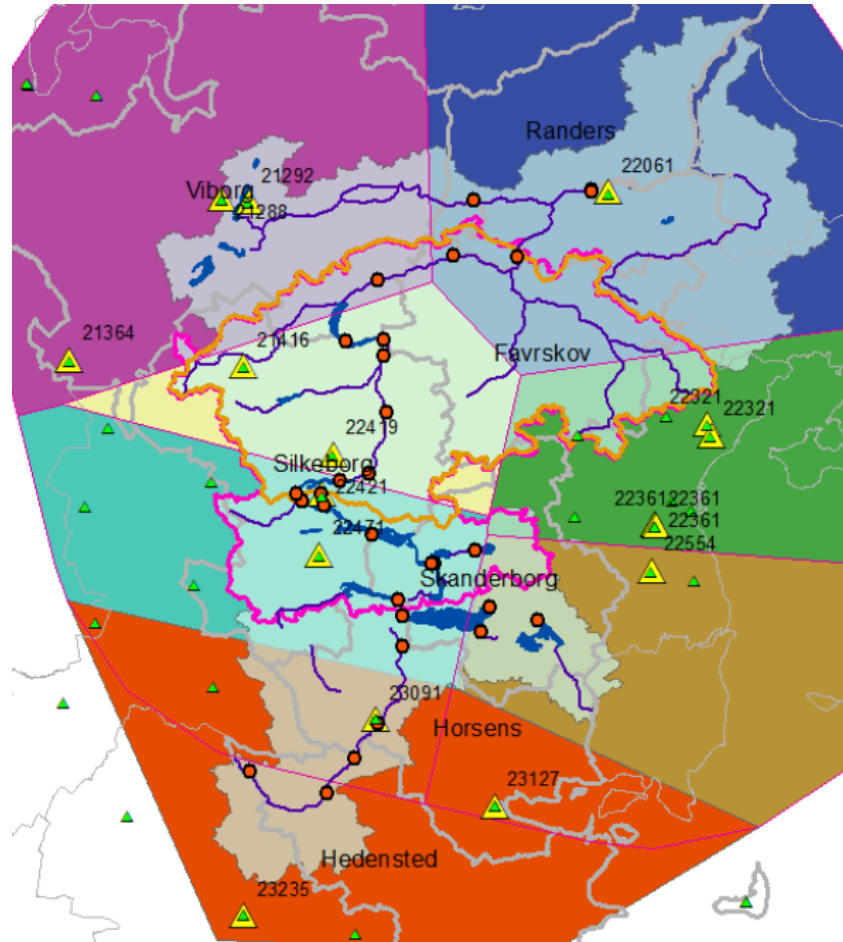 Randers
21292
22061
Viborg
21288
21364
21416
Favrskov
22321
22321
22419
Silkeborg
22421
22361 22361
22361
22471
22554
Skanderborg
23091
Horsens
23127
Hedensted
23235